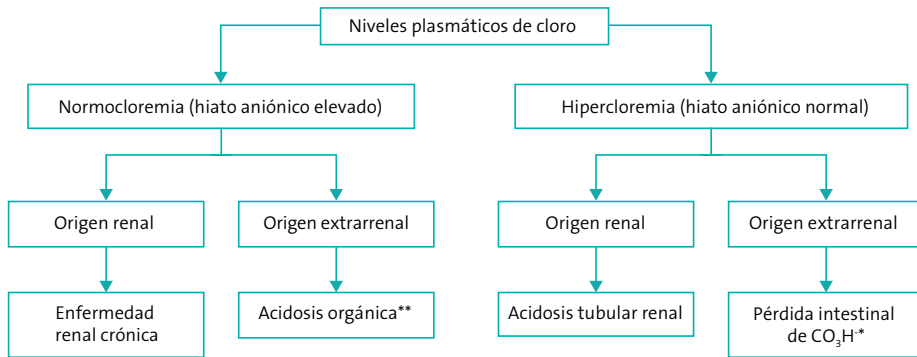 Niveles plasmáticos de cloro
Normocloremia (hiato aniónico elevado)
Hipercloremia (hiato aniónico normal)
Origen renal
Origen extrarrenal
Origen renal
Origen extrarrenal
Enfermedad
renal crónica
Acidosis orgánica**
Acidosis tubular renal
Pérdida intestinal
de CO₃H⁻*